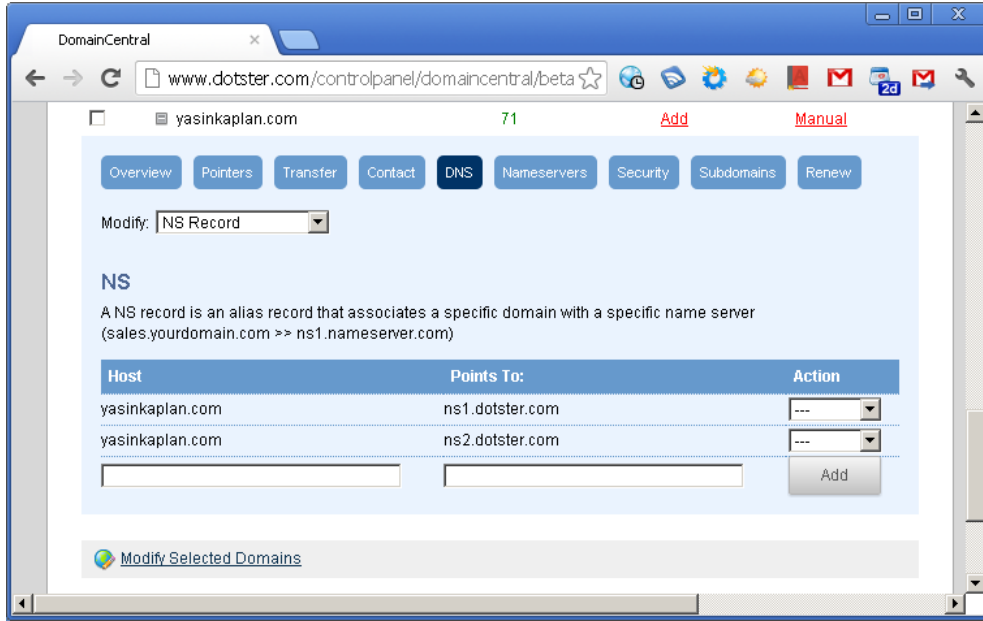 DomainCentral
www.dotster.com/controlpanel/domaincentral/beta
2d
yasinkaplan.com 71 Add Manual
Overview Pointers Transfer Contact DNS Nameservers Security Subdomains Renew
Modify: NS Record
NS
A NS record is an alias record that associates a specific domain with a specific name server
(sales.yourdomain.com >> ns1.nameserver.com)
Host Points To: Action
yasinkaplan.com ns1.dotster.com ---
yasinkaplan.com ns2.dotster.com ---
Add
Modify Selected Domains